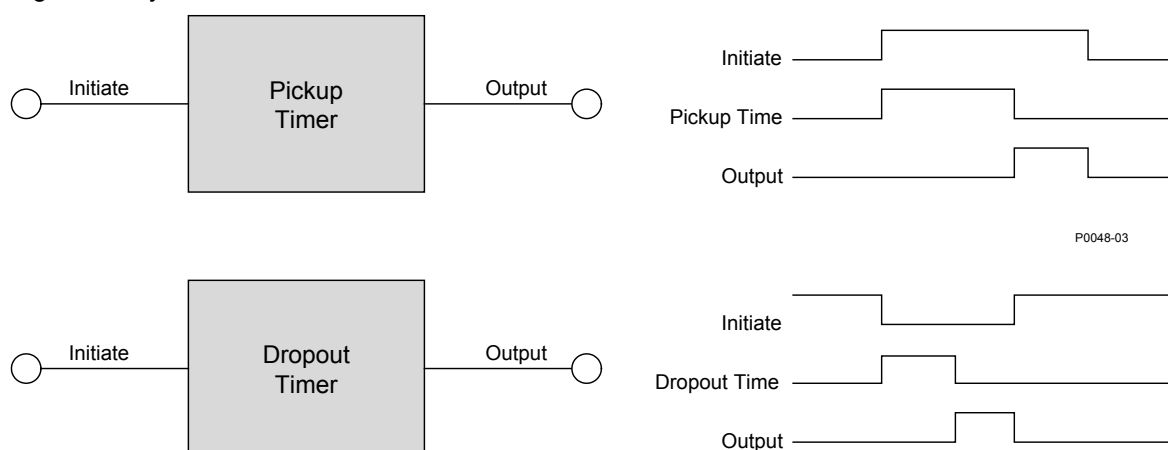 Initiate
Pickup
Timer
Output
Initiate
Pickup Time
Output
P0048-03
Initiate
Dropout
Timer
Output
Initiate
Dropout Time
Output